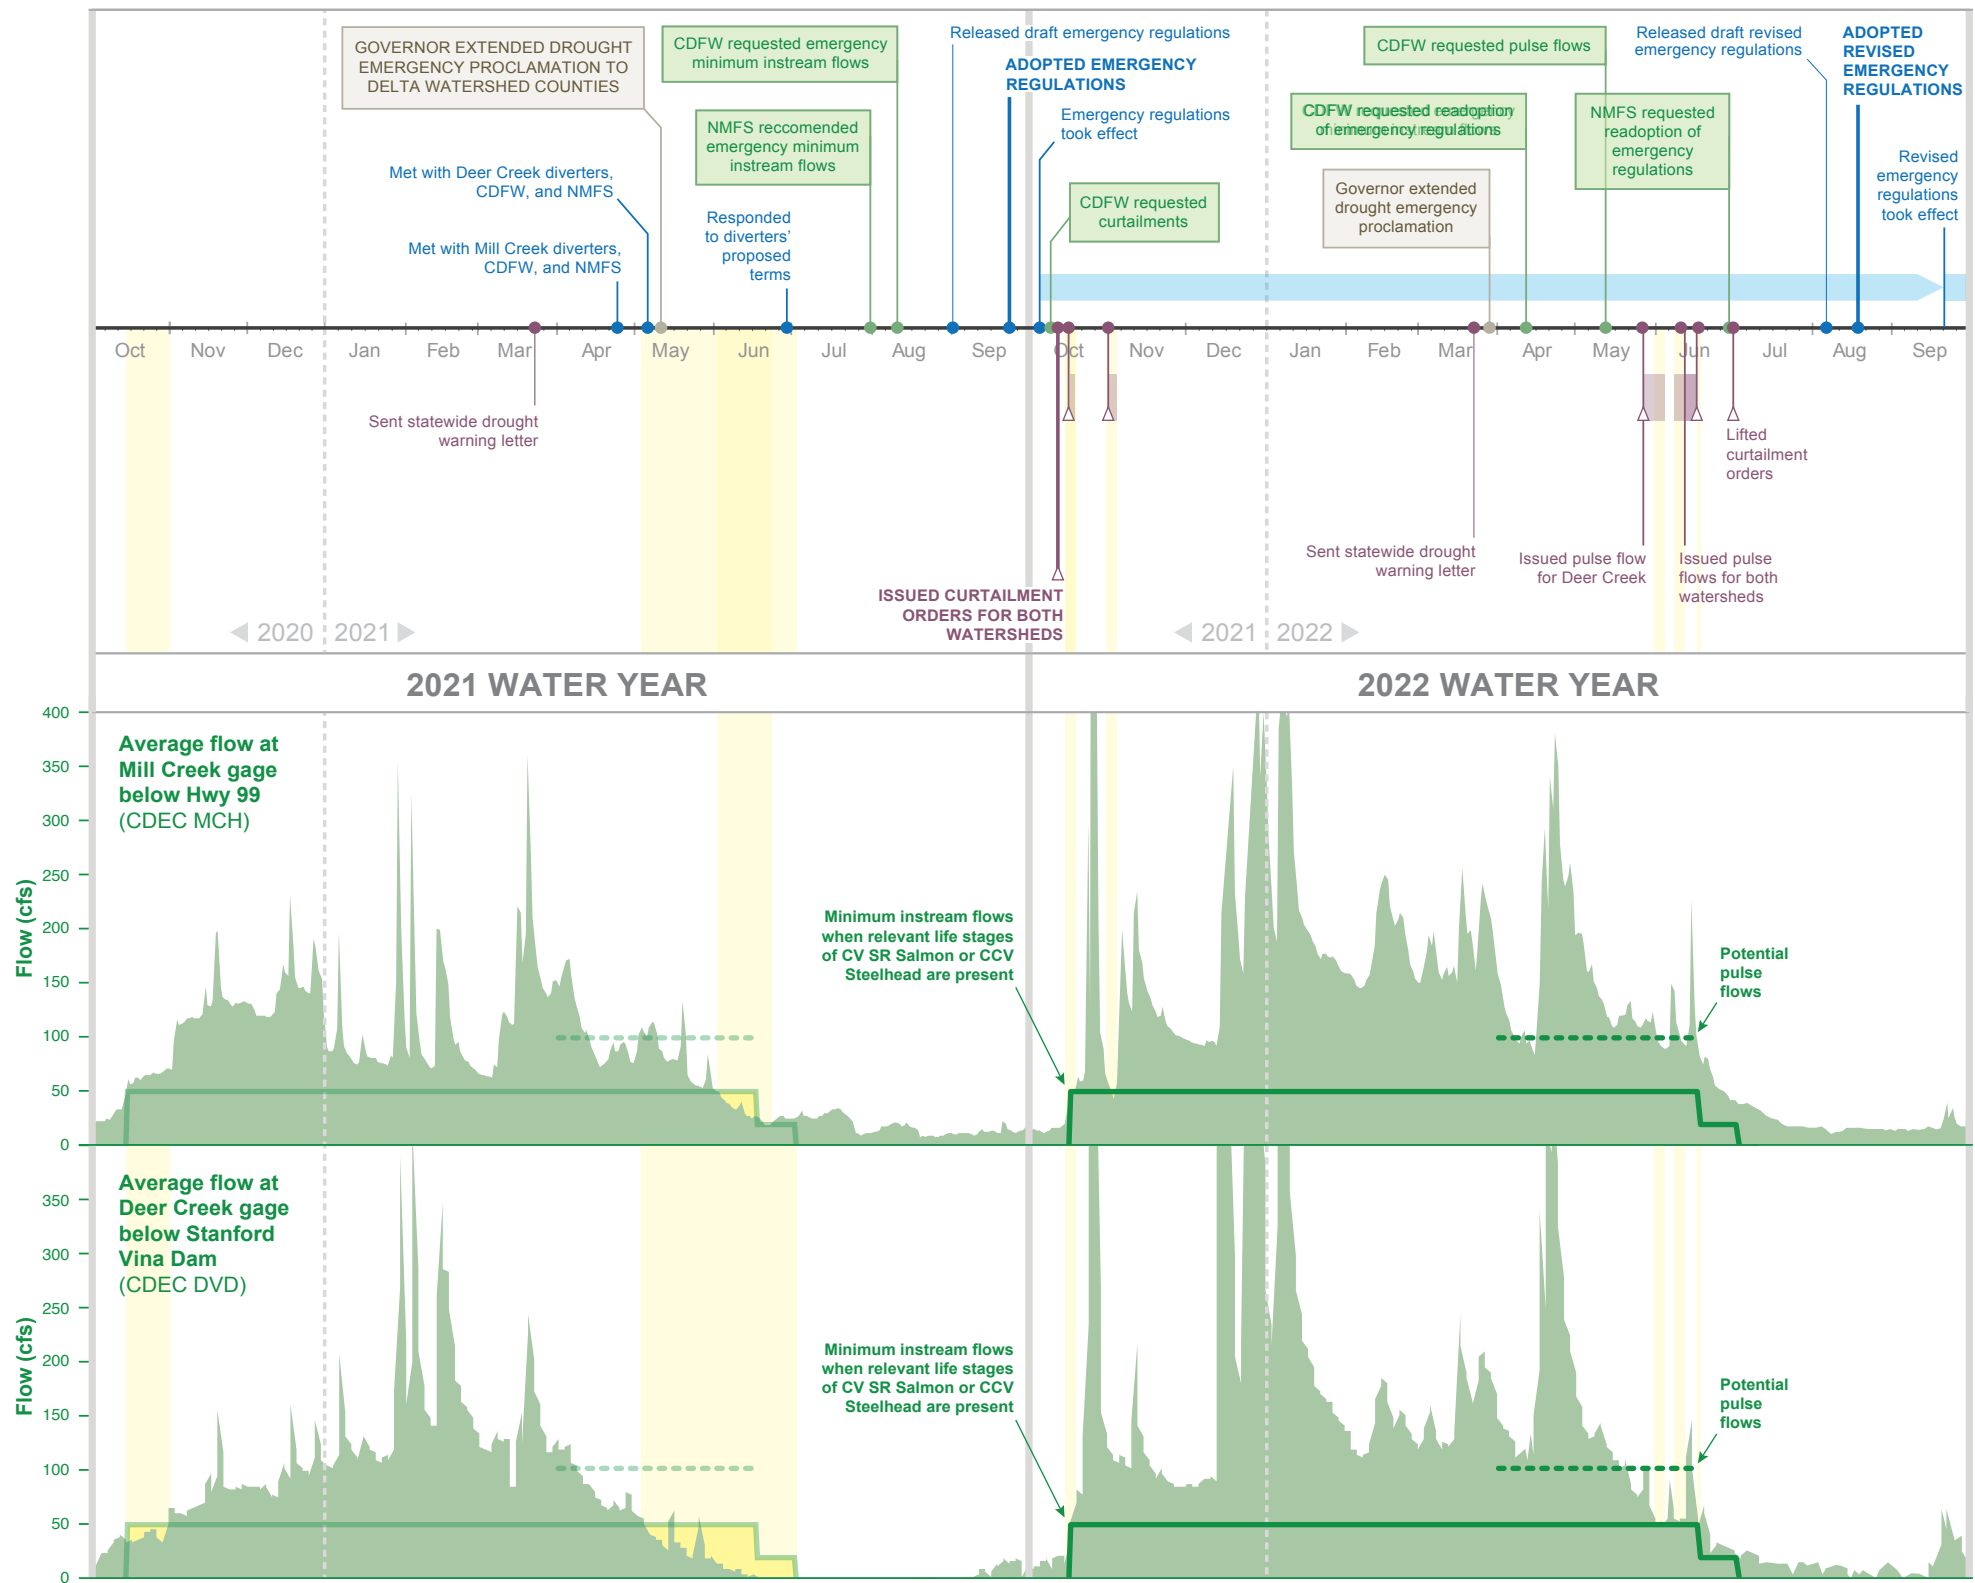 GOVERNOR EXTENDED DROUGHT
EMERGENCY PROCLAMATION TO
DELTA WATERSHED COUNTIES
CDFW requested emergency
minimum instream flows
NMFS reccomended
emergency minimum
instream flows
Met with Deer Creek diverters,
CDFW, and NMFS
Met with Mill Creek diverters,
CDFW, and NMFS
Responded
to diverters’
proposed
terms
Released draft emergency regulations
ADOPTED EMERGENCY
REGULATIONS
Emergency regulations
took effect
CDFW requested
curtailments
CDFW requested pulse flows
CDFW requested readoption
of emergency regulations
Governor extended
drought emergency
proclamation
NMFS requested
readoption of
emergency
regulations
Released draft revised
emergency regulations
ADOPTED
REVISED
EMERGENCY
REGULATIONS
Revised
emergency
regulations
took effect
Oct Nov Dec Jan Feb Mar Apr May Jun Jul Aug Sep Oct Nov Dec Jan Feb Mar Apr May Jun Jul Aug Sep
Sent statewide drought
warning letter
ISSUED CURTAILMENT
ORDERS FOR BOTH
WATERSHEDS
Sent statewide drought
warning letter
Issued pulse flow
for Deer Creek
Issued pulse
flows for both
watersheds
Lifted
curtailment
orders
2020 2021
2021 2022
2021 WATER YEAR
2022 WATER YEAR
Average flow at
Mill Creek gage
below Hwy 99
(CDEC MCH)
Flow (cfs)
400
350
300
250
200
150
100
50
0
Minimum instream flows
when relevant life stages
of CV SR Salmon or CCV
Steelhead are present
Potential
pulse
flows
Average flow at
Deer Creek gage
below Stanford
Vina Dam
(CDEC DVD)
Flow (cfs)
350
300
250
200
150
100
50
0
Minimum instream flows
when relevant life stages
of CV SR Salmon or CCV
Steelhead are present
Potential
pulse
flows